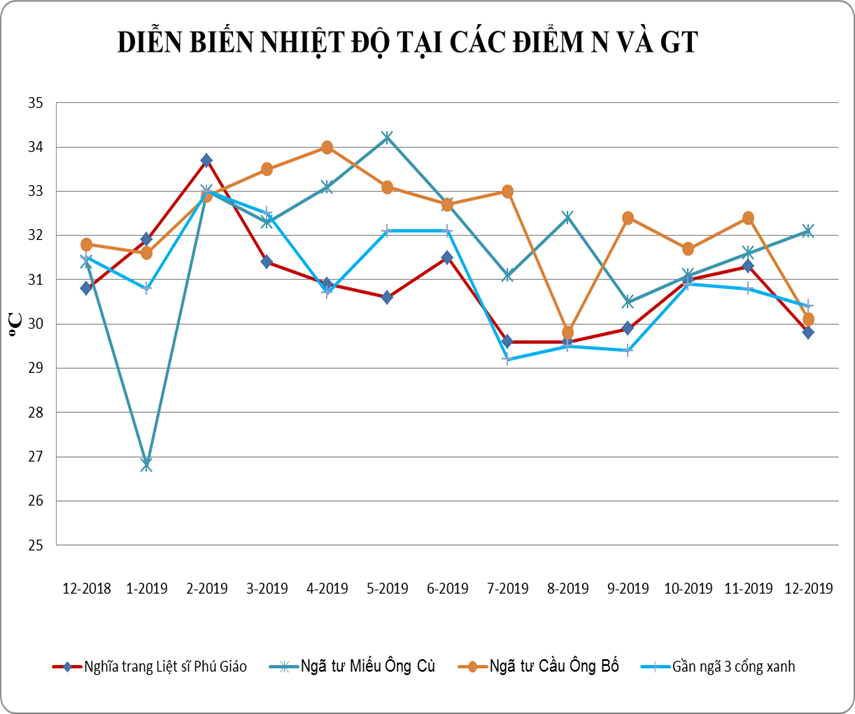 DIỄN BIẾN NHIỆT ĐỘ TẠI CÁC ĐIỂM N VÀ GT
35
34
33
32
31
30
29
28
27
26
25
ºC
12-2018 1-2019 2-2019 3-2019 4-2019 5-2019 6-2019 7-2019 8-2019 9-2019 10-2019 11-2019 12-2019
Nghĩa trang Liệt sĩ Phú Giáo Ngã tư Miếu Ông Cù Ngã tư Cầu Ông Bố Gần ngã 3 cổng xanh